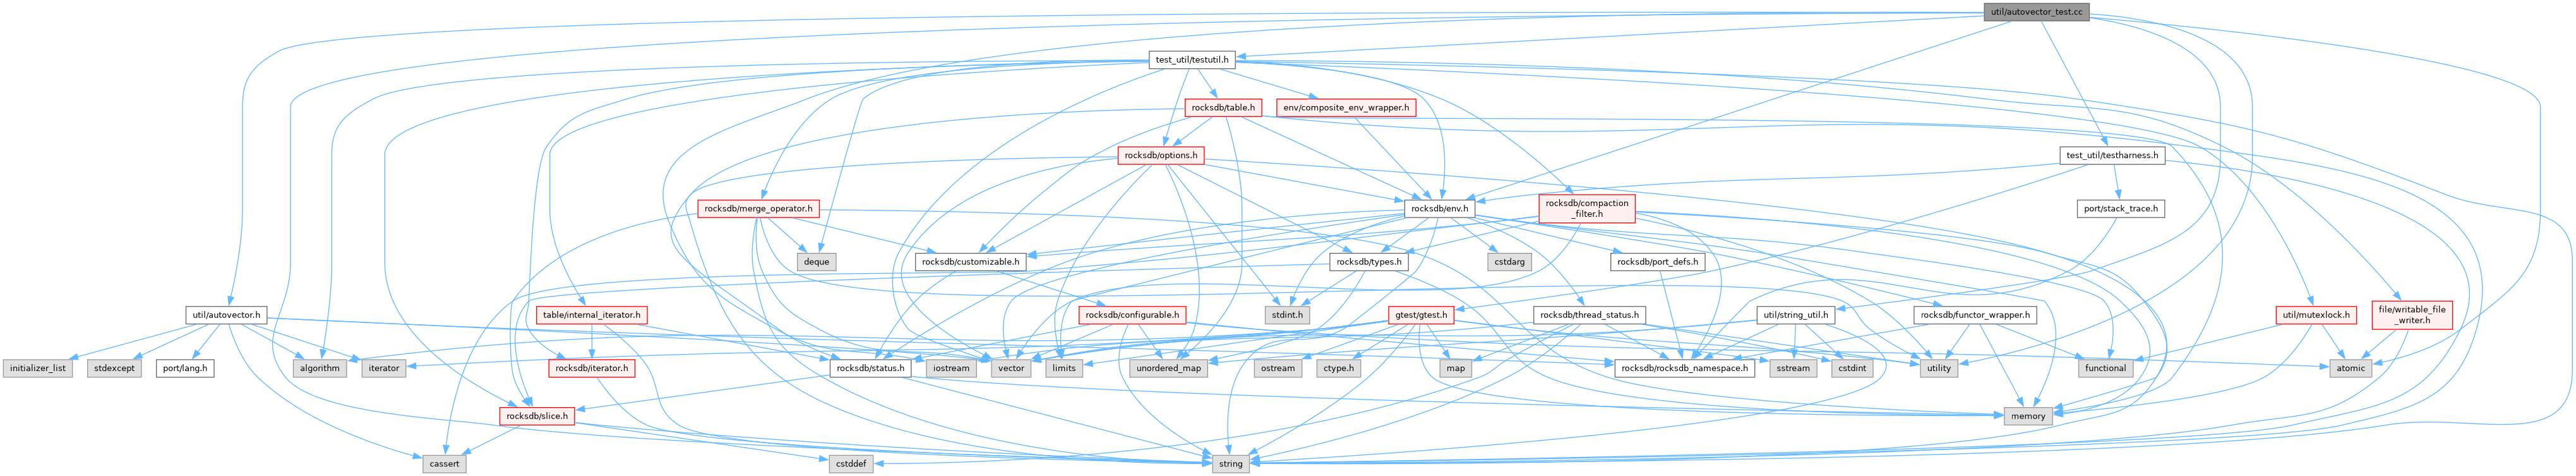 util/autovector_test.cc
test_util/testutil.h
rocksdb/table.h
env/composite_env_wrapper.h
rocksdb/options.h
test_util/testharness.h
rocksdb/merge_operator.h
rocksdb/env.h
rocksdb/compaction
_filter.h
port/stack_trace.h
deque
rocksdb/customizable.h
rocksdb/types.h
cstdarg
rocksdb/port_defs.h
util/autovector.h
table/internal_iterator.h
rocksdb/configurable.h
stdint.h
gtest/gtest.h
rocksdb/thread_status.h
util/string_util.h
rocksdb/functor_wrapper.h
util/mutexlock.h
file/writable_file
_writer.h
initializer_list
stdexcept
port/lang.h
algorithm
iterator
rocksdb/iterator.h
rocksdb/status.h
iostream
vector
limits
unordered_map
ostream
ctype.h
map
rocksdb/rocksdb_namespace.h
sstream
cstdint
utility
functional
atomic
rocksdb/slice.h
memory
cassert
cstddef
string